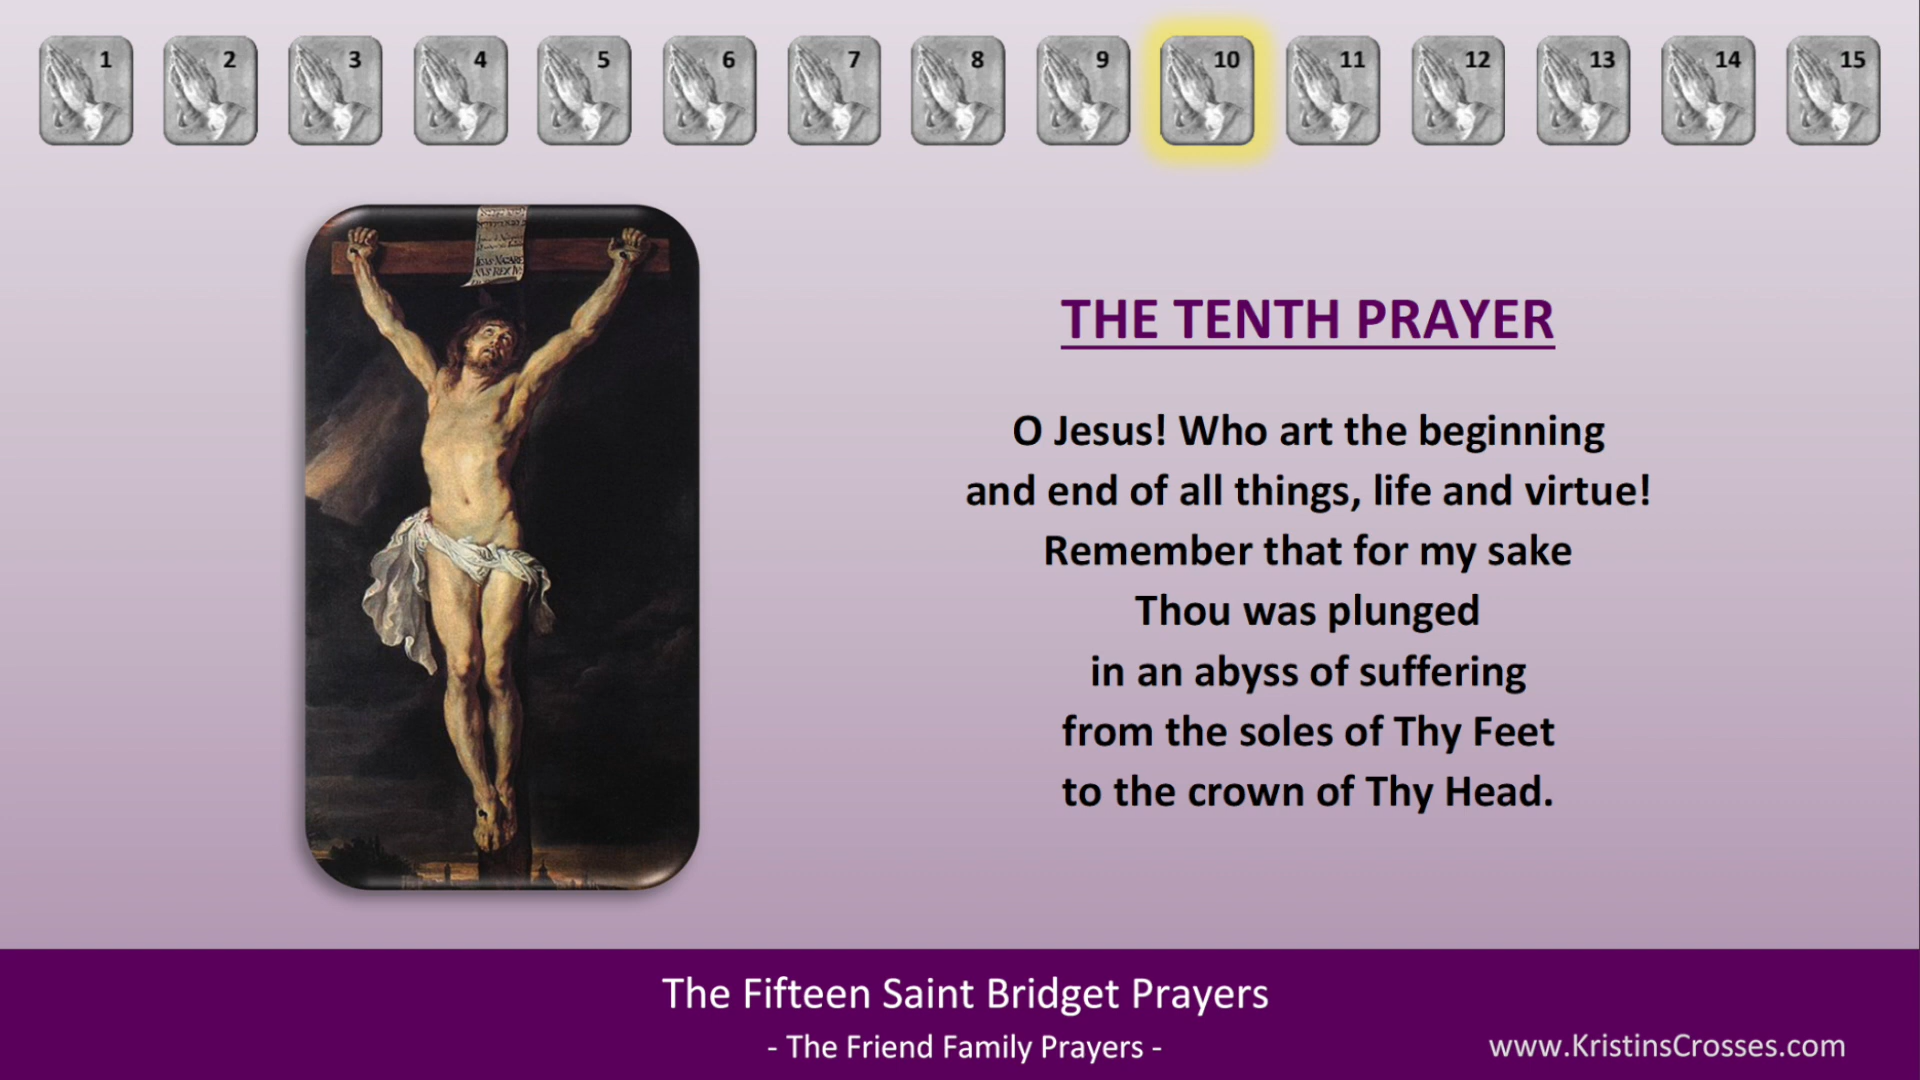 1 2 3 4 5 6 7 8 9 10 11 12 13 14 15
THE TENTH PRAYER
O Jesus! Who art the beginning
and end of all things, life and virtue!
Remember that for my sake
Thou was plunged
in an abyss of suffering
from the soles of Thy Feet
to the crown of Thy Head.
The Fifteen Saint Bridget Prayers
- The Friend Family Prayers -
www.KristinsCrosses.com